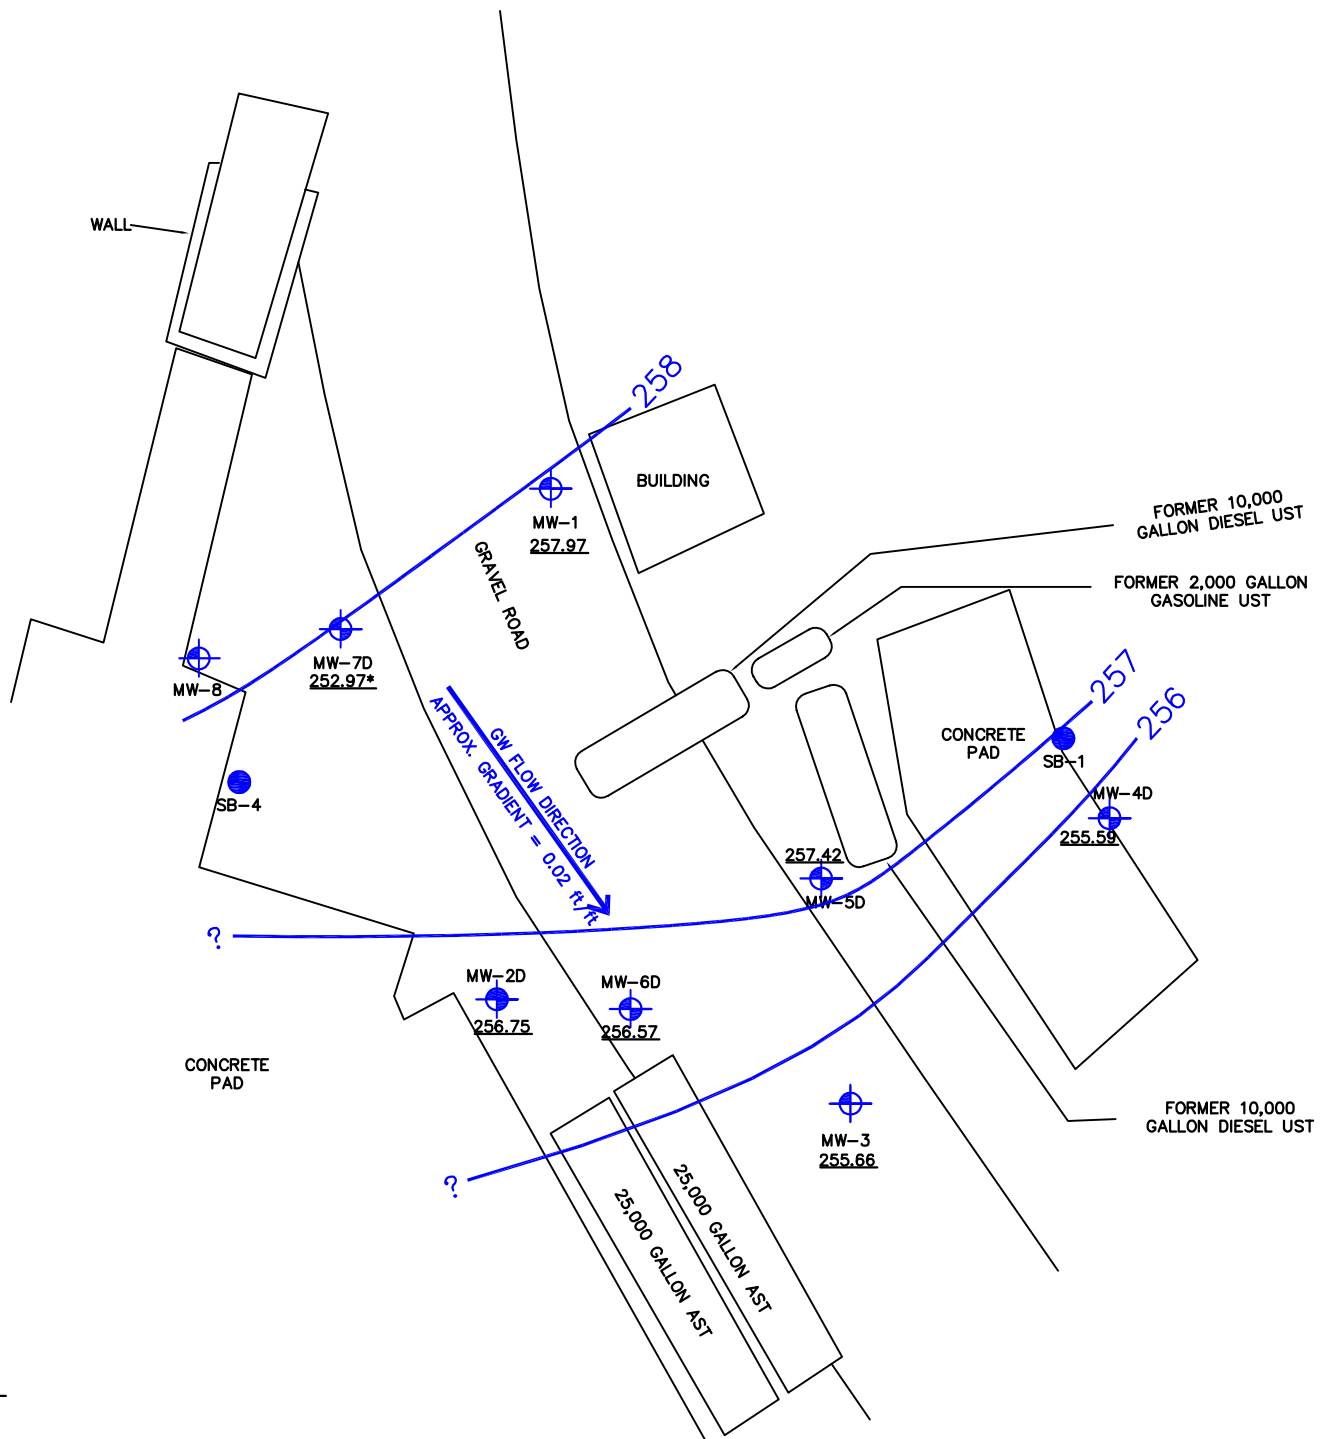 WALL
258
BUILDING
MW-1
257.97
GRAVEL ROAD
FORMER 10,000
GALLON DIESEL UST
FORMER 2,000 GALLON
GASOLINE UST
MW-7D
252.97*
MW-8
257
256
CONCRETE
PAD
SB-1
GW FLOW DIRECTION
APPROX. GRADIENT = 0.02 ft/ft
SB-4
MW-4D
255.59
257.42
MW-5D
?
MW-2D
256.75
MW-6D
256.57
CONCRETE
PAD
FORMER 10,000
GALLON DIESEL UST
MW-3
255.66
?
25,000 GALLON AST
25,000 GALLON AST